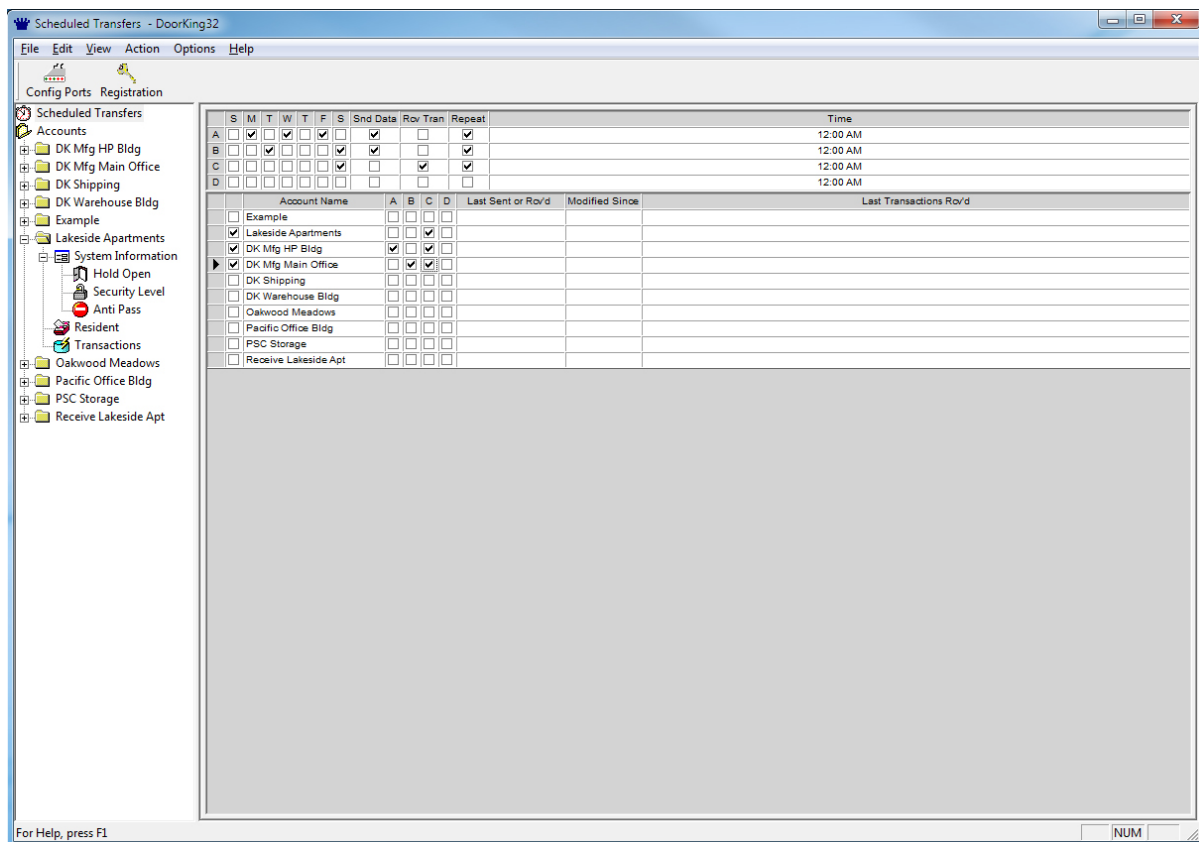 Scheduled Transfers - DoorKing32
File Edit View Action Options Help
Config Ports Registration
Scheduled Transfers
Accounts
DK Mfg HP Bldg
DK Mfg Main Office
DK Shipping
DK Warehouse Bldg
Example
Lakeside Apartments
System Information
Hold Open
Security Level
Anti Pass
Resident
Transactions
Oakwood Meadows
Pacific Office Bldg
PSC Storage
Receive Lakeside Apt
S M T W T F S Snd Data Rcv Tran Repeat Time
A 12:00 AM
B 12:00 AM
C 12:00 AM
D 12:00 AM
Account Name A B C D Last Sent or Rcv'd Modified Since Last Transactions Rcv'd
Example
Lakeside Apartments
DK Mfg HP Bldg
DK Mfg Main Office
DK Shipping
DK Warehouse Bldg
Oakwood Meadows
Pacific Office Bldg
PSC Storage
Receive Lakeside Apt
For Help, press F1
NUM